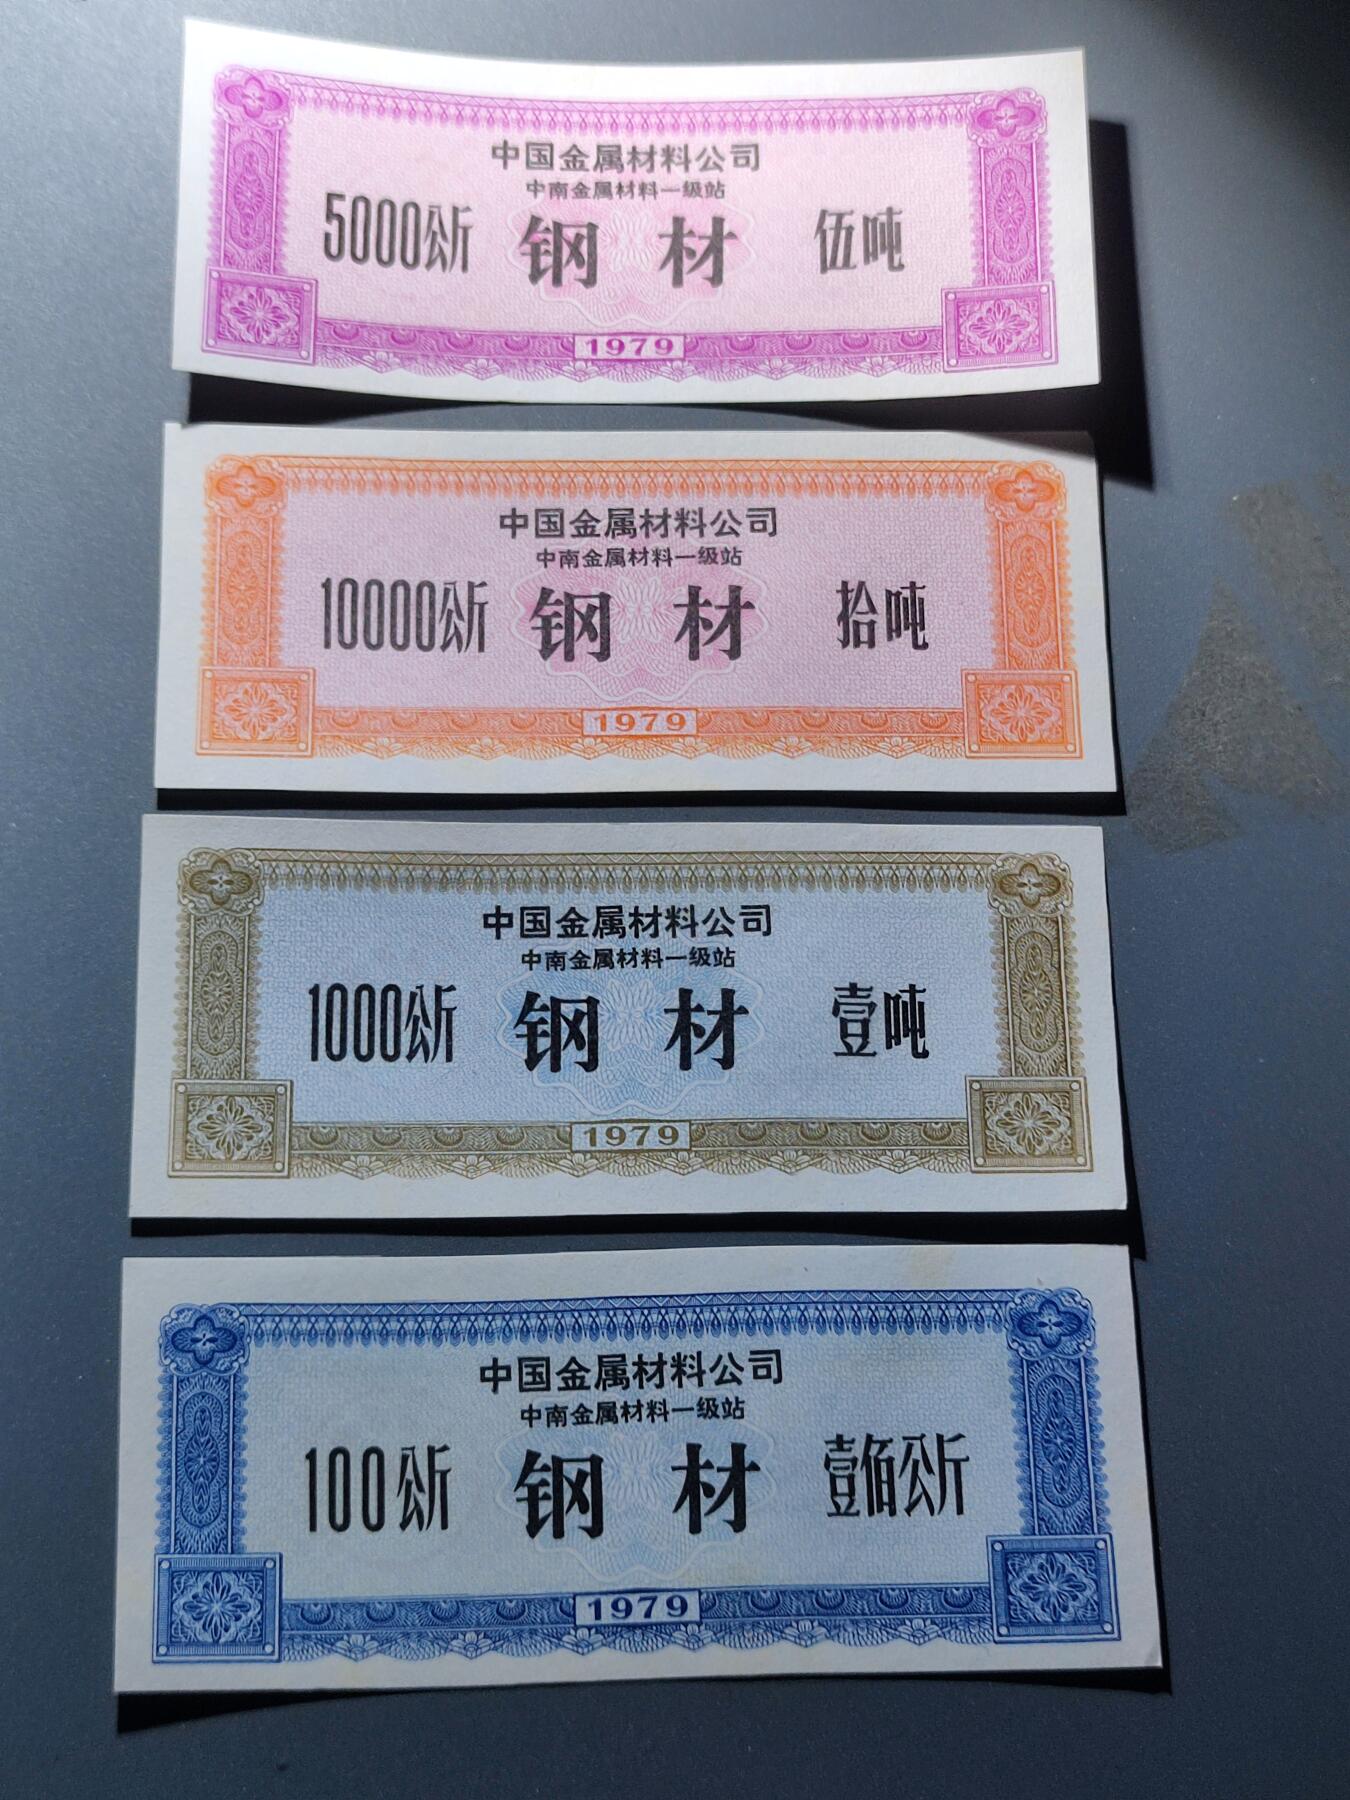 中国金属材料公司
中南金属材料一级站
5000公斤 钢材 伍吨
1979
中国金属材料公司
中南金属材料一级站
10000公斤 钢材 拾吨
1979
中国金属材料公司
中南金属材料一级站
1000公斤 钢材 壹吨
1979
中国金属材料公司
中南金属材料一级站
100公斤 钢材 壹佰公斤
1979